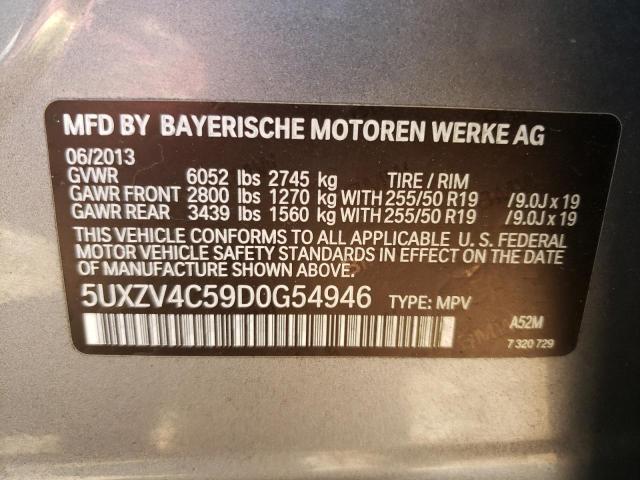 MFD BY BAYERISCHE MOTOREN WERKE AG
06/2013
GVWR 6052 lbs 2745 kg TIRE / RIM
GAWR FRONT 2800 lbs 1270 kg WITH 255/50 R19 /9.0J x 19
GAWR REAR 3439 lbs 1560 kg WITH 255/50 R19 /9.0J x 19
THIS VEHICLE CONFORMS TO ALL APPLICABLE U. S. FEDERAL
MOTOR VEHICLE SAFETY STANDARDS IN EFFECT ON THE DATE
OF MANUFACTURE SHOWN ABOVE.
5UXZV4C59D0G54946 TYPE: MPV
A52M
7 320 729